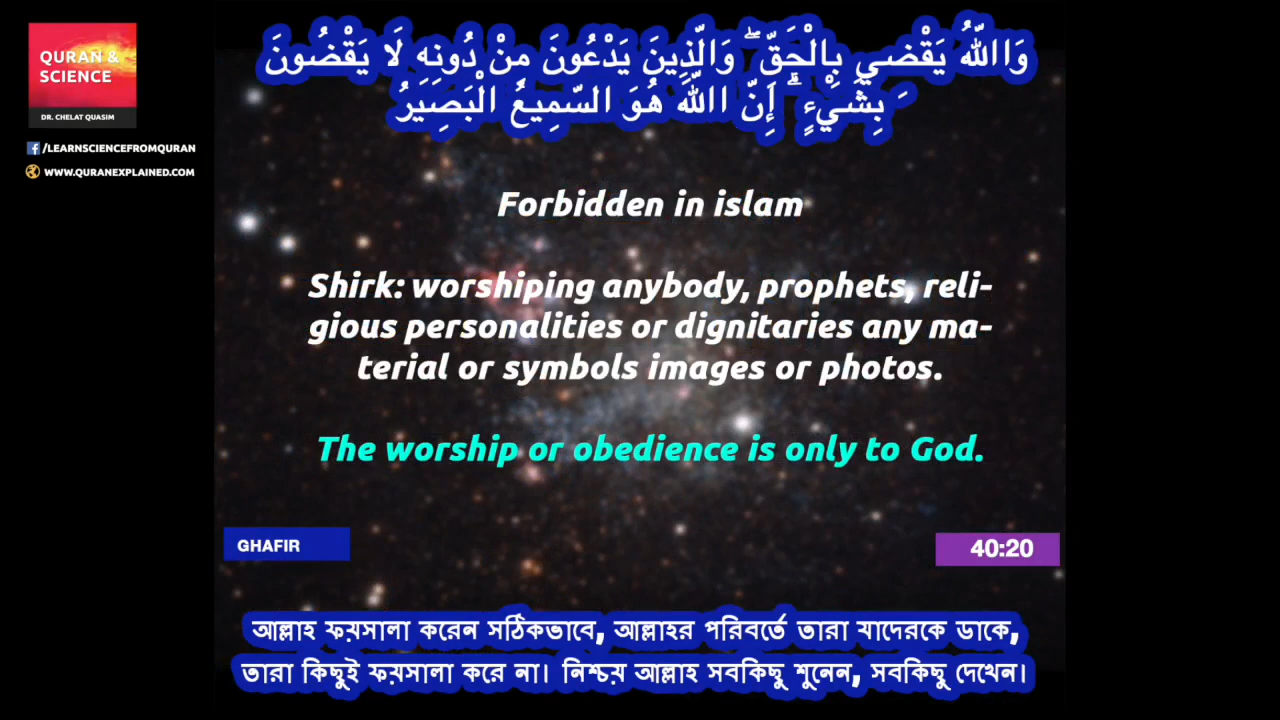 QURAN &
SCIENCE
DR. CHELAT QUASIM
/LEARNSCIENCEFROMQURAN
WWW.QURANEXPLAINED.COM
وَاللَّهُ يَقْضِي بِالْحَقِّ ۖ وَالَّذِينَ يَدْعُونَ مِنْ دُونِهِ لَا يَقْضُونَ
بِشَيْءٍ ۗ إِنَّ اللَّهَ هُوَ السَّمِيعُ الْبَصِيرُ
Forbidden in islam
Shirk: worshiping anybody, prophets, reli-
gious personalities or dignitaries any ma-
terial or symbols images or photos.
The worship or obedience is only to God.
GHAFIR
40:20
আল্লাহ ফয়সালা করেন সঠিকভাবে, আল্লাহর পরিবর্তে তারা যাদেরকে ডাকে,
তারা কিছুই ফয়সালা করে না। নিশ্চয় আল্লাহ সবকিছু শুনেন, সবকিছু দেখেন।